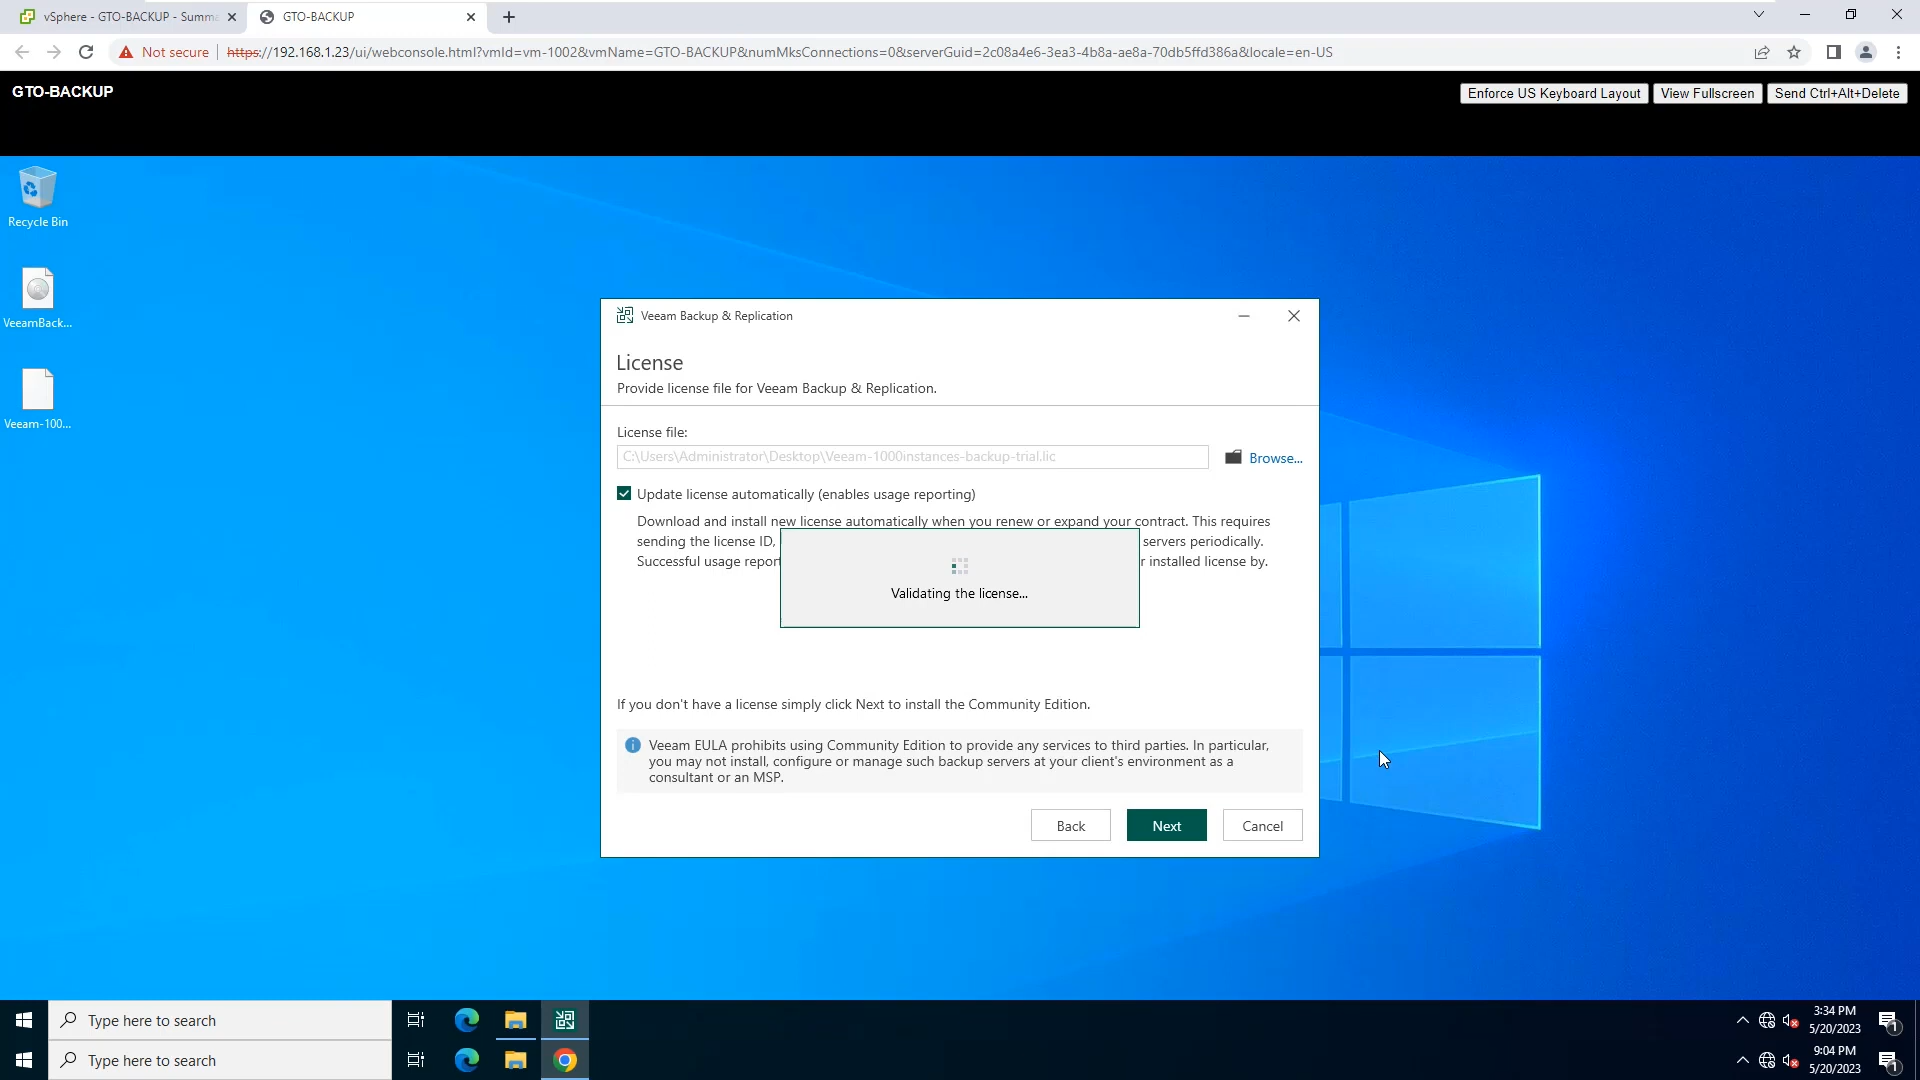 vSphere - GTO-BACKUP - Summa
GTO-BACKUP
Not secure
https://192.168.1.23/ui/webconsole.html?vmId=vm-1002&vmName=GTO-BACKUP&numMksConnections=0&serverGuid=2c08a4e6-3ea3-4b8a-ae8a-70db5ffd386a&locale=en-US
GTO-BACKUP
Enforce US Keyboard Layout
View Fullscreen
Send Ctrl+Alt+Delete
Recycle Bin
VeeamBack...
Veeam-100...
Veeam Backup & Replication
License
Provide license file for Veeam Backup & Replication.
License file:
C:\Users\Administrator\Desktop\Veeam-1000instances-backup-trial.lic
Browse...
Update license automatically (enables usage reporting)
Download and install new license automatically when you renew or expand your contract. This requires
sending the license ID, servers periodically.
Successful usage report installed license by.
Validating the license...
If you don't have a license simply click Next to install the Community Edition.
Veeam EULA prohibits using Community Edition to provide any services to third parties. In particular,
you may not install, configure or manage such backup servers at your client's environment as a
consultant or an MSP.
Back
Next
Cancel
Type here to search
3:34 PM
5/20/2023
1
Type here to search
9:04 PM
5/20/2023
1